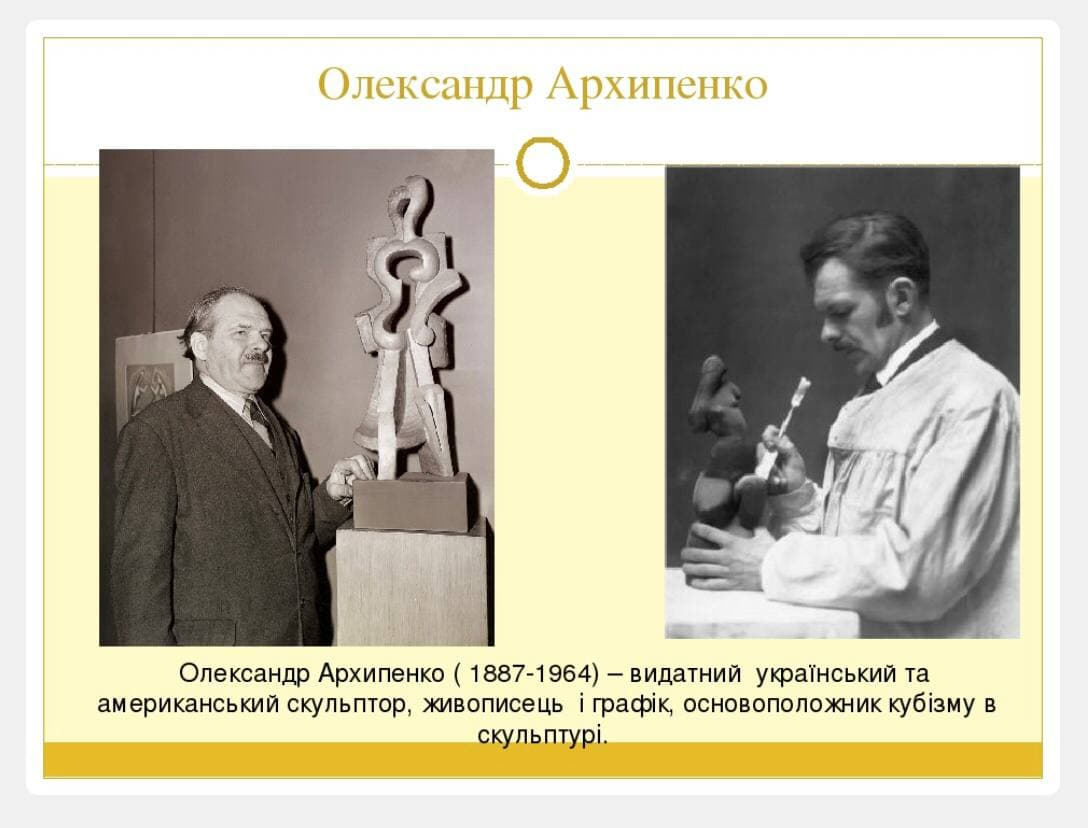 Олександр Архипенко
Олександр Архипенко ( 1887-1964) – видатний український та
американський скульптор, живописець і графік, основоположник кубізму в
скульптурі.